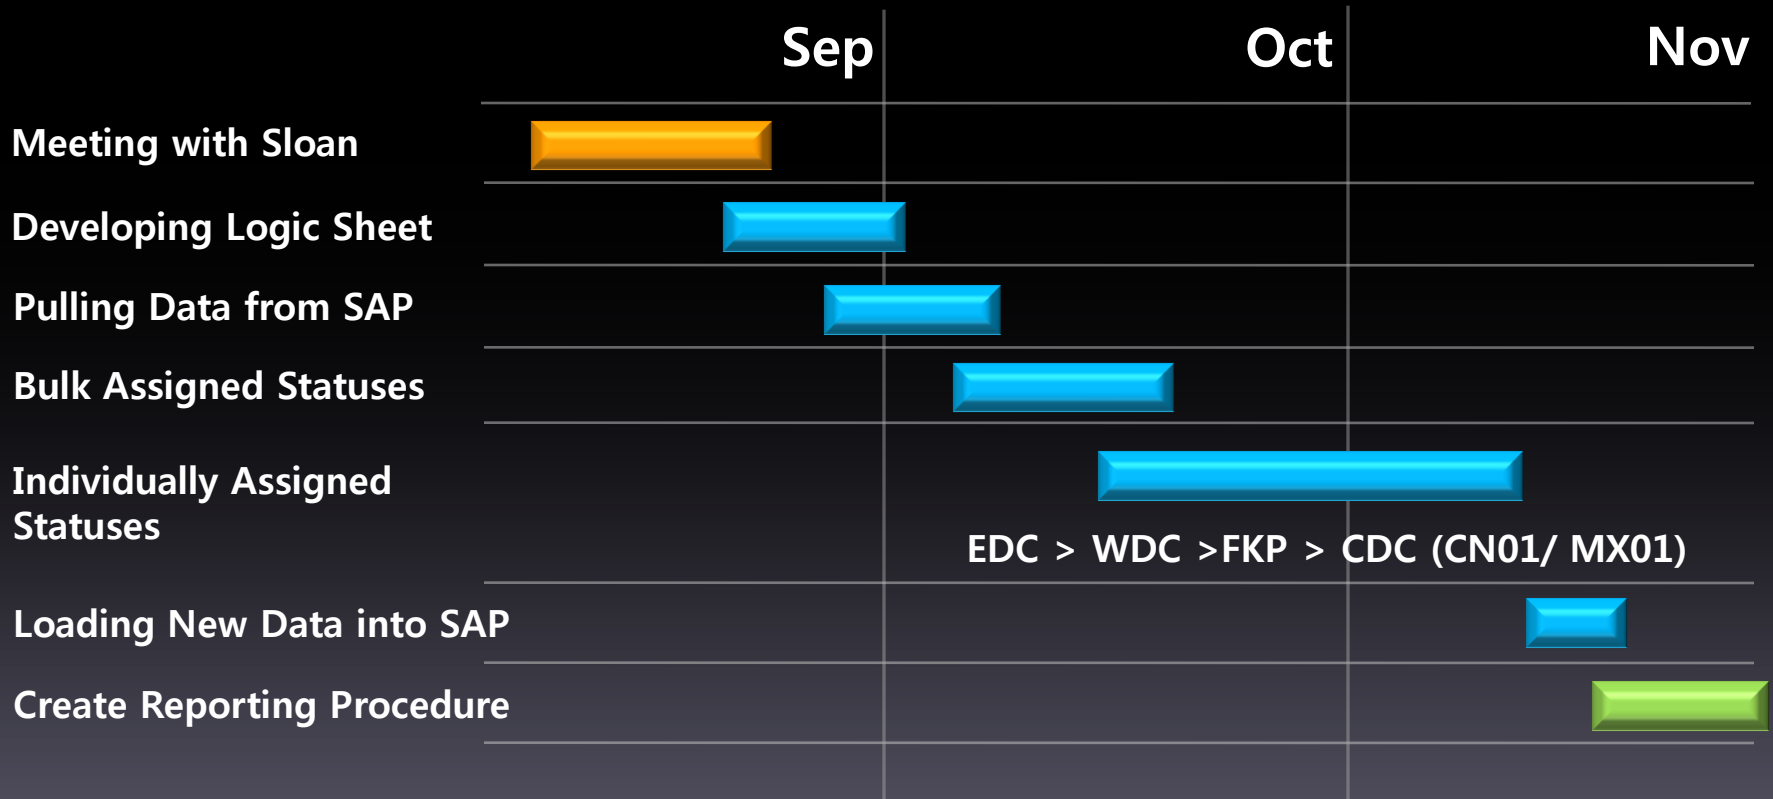 Sep
Oct
Nov
Meeting with Sloan
Developing Logic Sheet
Pulling Data from SAP
Bulk Assigned Statuses
Individually Assigned
Statuses
EDC > WDC >FKP > CDC (CN01/ MX01)
Loading New Data into SAP
Create Reporting Procedure